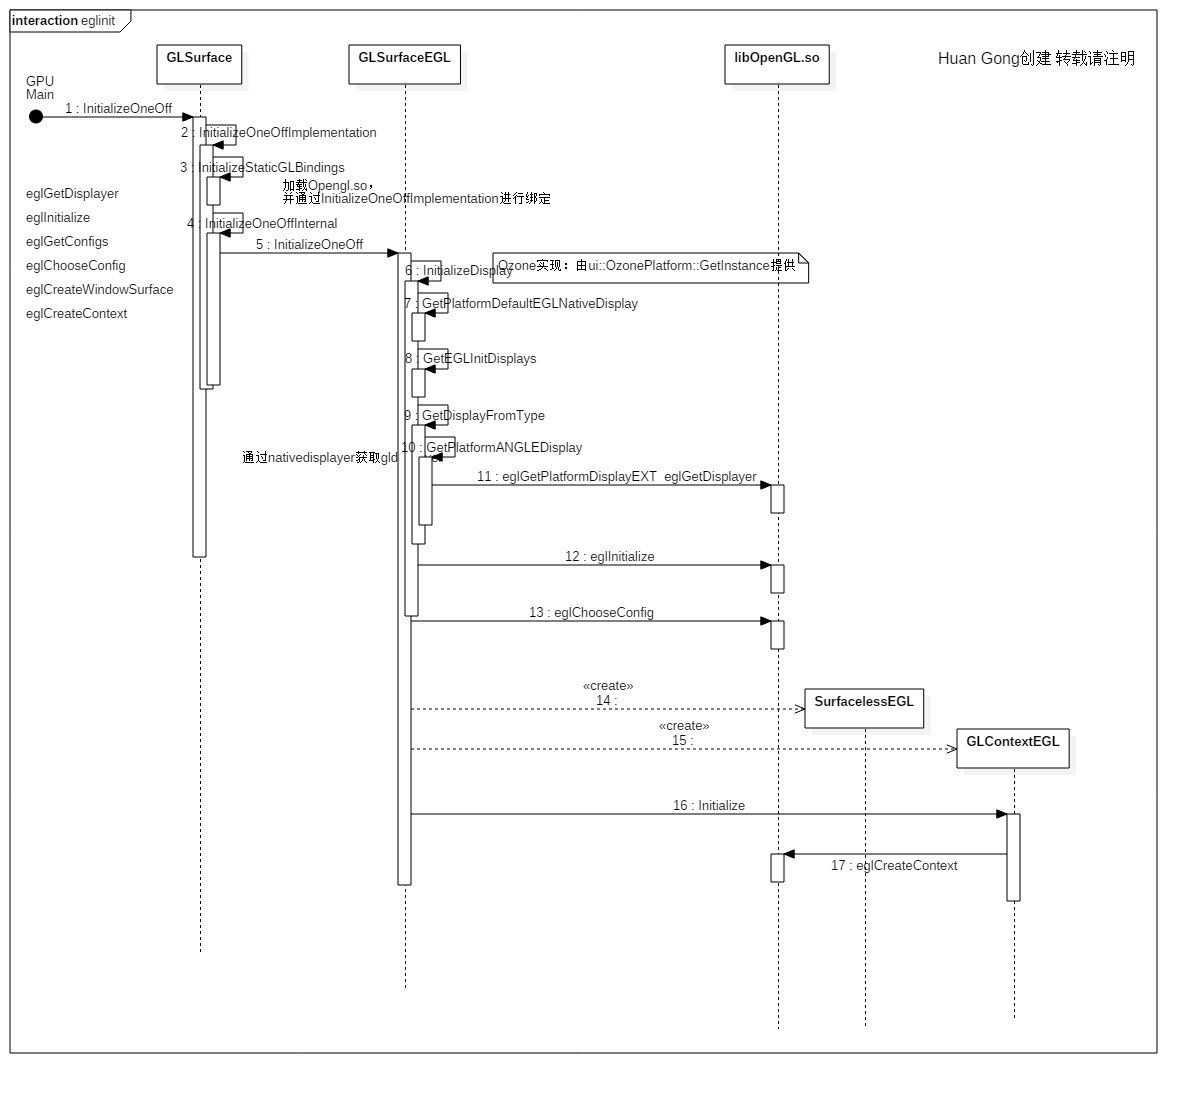 interaction eglinit
GLSurface
GLSurfaceEGL
libOpenGL.so
Huan Gong创建 转载请注明
GPU
Main
1 : InitializeOneOff
2 : InitializeOneOffImplementation
3 : InitializeStaticGLBindings
加载Opengl.so，
并通过InitializeOneOffImplementation进行绑定
eglGetDisplayer
eglInitialize
eglGetConfigs
eglChooseConfig
eglCreateWindowSurface
eglCreateContext
4 : InitializeOneOffInternal
5 : InitializeOneOff
6 : InitializeDisplay
Ozone实现：由ui::OzonePlatform::GetInstance提供
7 : GetPlatformDefaultEGLNativeDisplay
8 : GetEGLInitDisplays
9 : GetDisplayFromType
10 : GetPlatformANGLEDisplay
通过nativedisplayer获取gld
11 : eglGetPlatformDisplayEXT eglGetDisplayer
12 : eglInitialize
13 : eglChooseConfig
«create»
14 :
SurfacelessEGL
«create»
15 :
GLContextEGL
16 : Initialize
17 : eglCreateContext